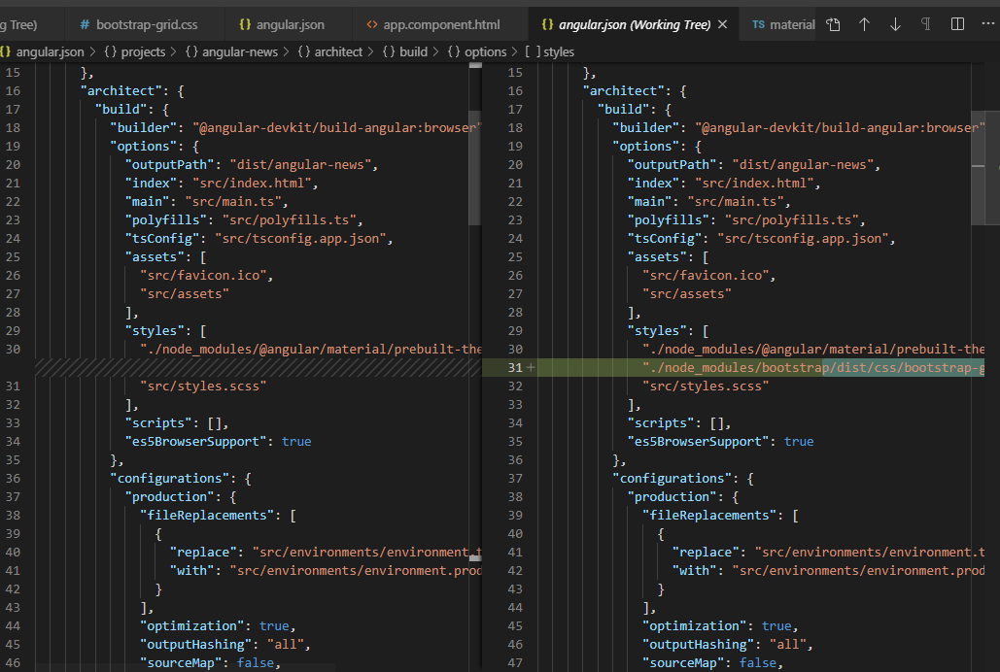 g Tree)
# bootstrap-grid.css
{} angular.json
<> app.component.html
{} angular.json (Working Tree) ×
TS material
{} angular.json > {} projects > {} angular-news > {} architect > {} build > {} options > [ ] styles
15 },
16 "architect": {
17 "build": {
18 "builder": "@angular-devkit/build-angular:browser"
19 "options": {
20 "outputPath": "dist/angular-news",
21 "index": "src/index.html",
22 "main": "src/main.ts",
23 "polyfills": "src/polyfills.ts",
24 "tsConfig": "src/tsconfig.app.json",
25 "assets": [
26 "src/favicon.ico",
27 "src/assets"
28 ],
29 "styles": [
30 "./node_modules/@angular/material/prebuilt-the
31 "src/styles.scss"
32 ],
33 "scripts": [],
34 "es5BrowserSupport": true
35 },
36 "configurations": {
37 "production": {
38 "fileReplacements": [
39 {
40 "replace": "src/environments/environment.t
41 "with": "src/environments/environment.prod
42 }
43 ],
44 "optimization": true,
45 "outputHashing": "all",
46 "sourceMap": false,
15 },
16 "architect": {
17 "build": {
18 "builder": "@angular-devkit/build-angular:browser"
19 "options": {
20 "outputPath": "dist/angular-news",
21 "index": "src/index.html",
22 "main": "src/main.ts",
23 "polyfills": "src/polyfills.ts",
24 "tsConfig": "src/tsconfig.app.json",
25 "assets": [
26 "src/favicon.ico",
27 "src/assets"
28 ],
29 "styles": [
30 "./node_modules/@angular/material/prebuilt-the
31 + "./node_modules/bootstrap/dist/css/bootstrap-g
32 "src/styles.scss"
33 ],
34 "scripts": [],
35 "es5BrowserSupport": true
36 },
37 "configurations": {
38 "production": {
39 "fileReplacements": [
40 {
41 "replace": "src/environments/environment.t
42 "with": "src/environments/environment.prod
43 }
44 ],
45 "optimization": true,
46 "outputHashing": "all",
47 "sourceMap": false,